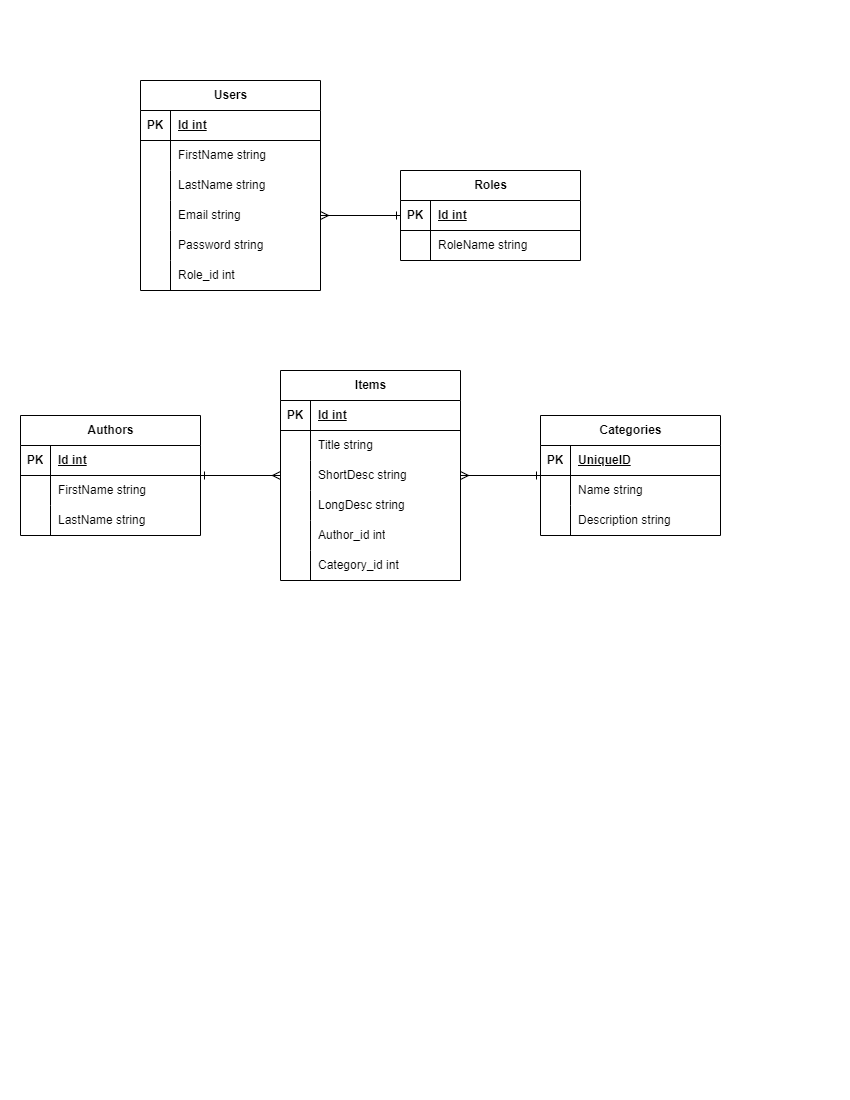 Users
PK Id int
FirstName string
LastName string
Email string
Password string
Role_id int
Roles
PK Id int
RoleName string
Authors
PK Id int
FirstName string
LastName string
Items
PK Id int
Title string
ShortDesc string
LongDesc string
Author_id int
Category_id int
Categories
PK UniqueID
Name string
Description string